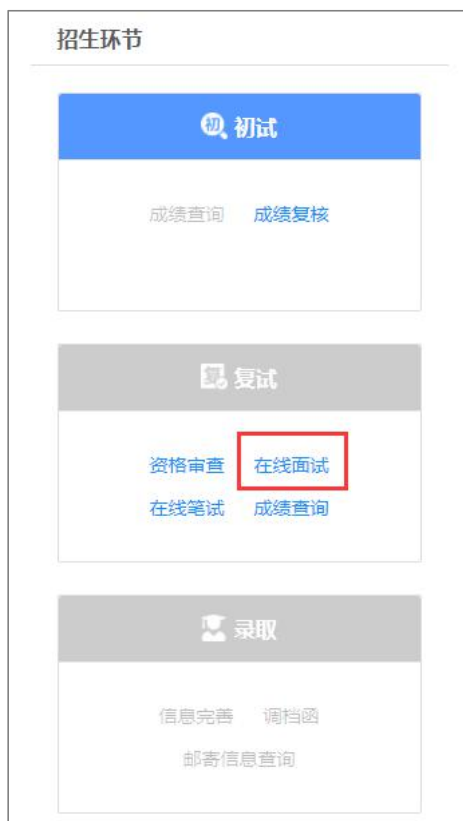 招生环节
初 初试
成绩查询 成绩复核
复 复试
资格审查 在线面试
在线笔试 成绩查询
录取
信息完善 调档函
邮寄信息查询